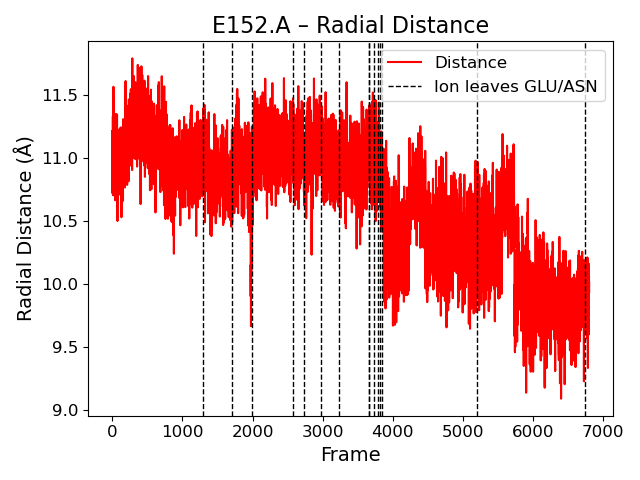 E152.A – Radial Distance
Distance
Ion leaves GLU/ASN
Radial Distance (Å)
11.5
11.0
10.5
10.0
9.5
9.0
0 1000 2000 3000 4000 5000 6000 7000
Frame